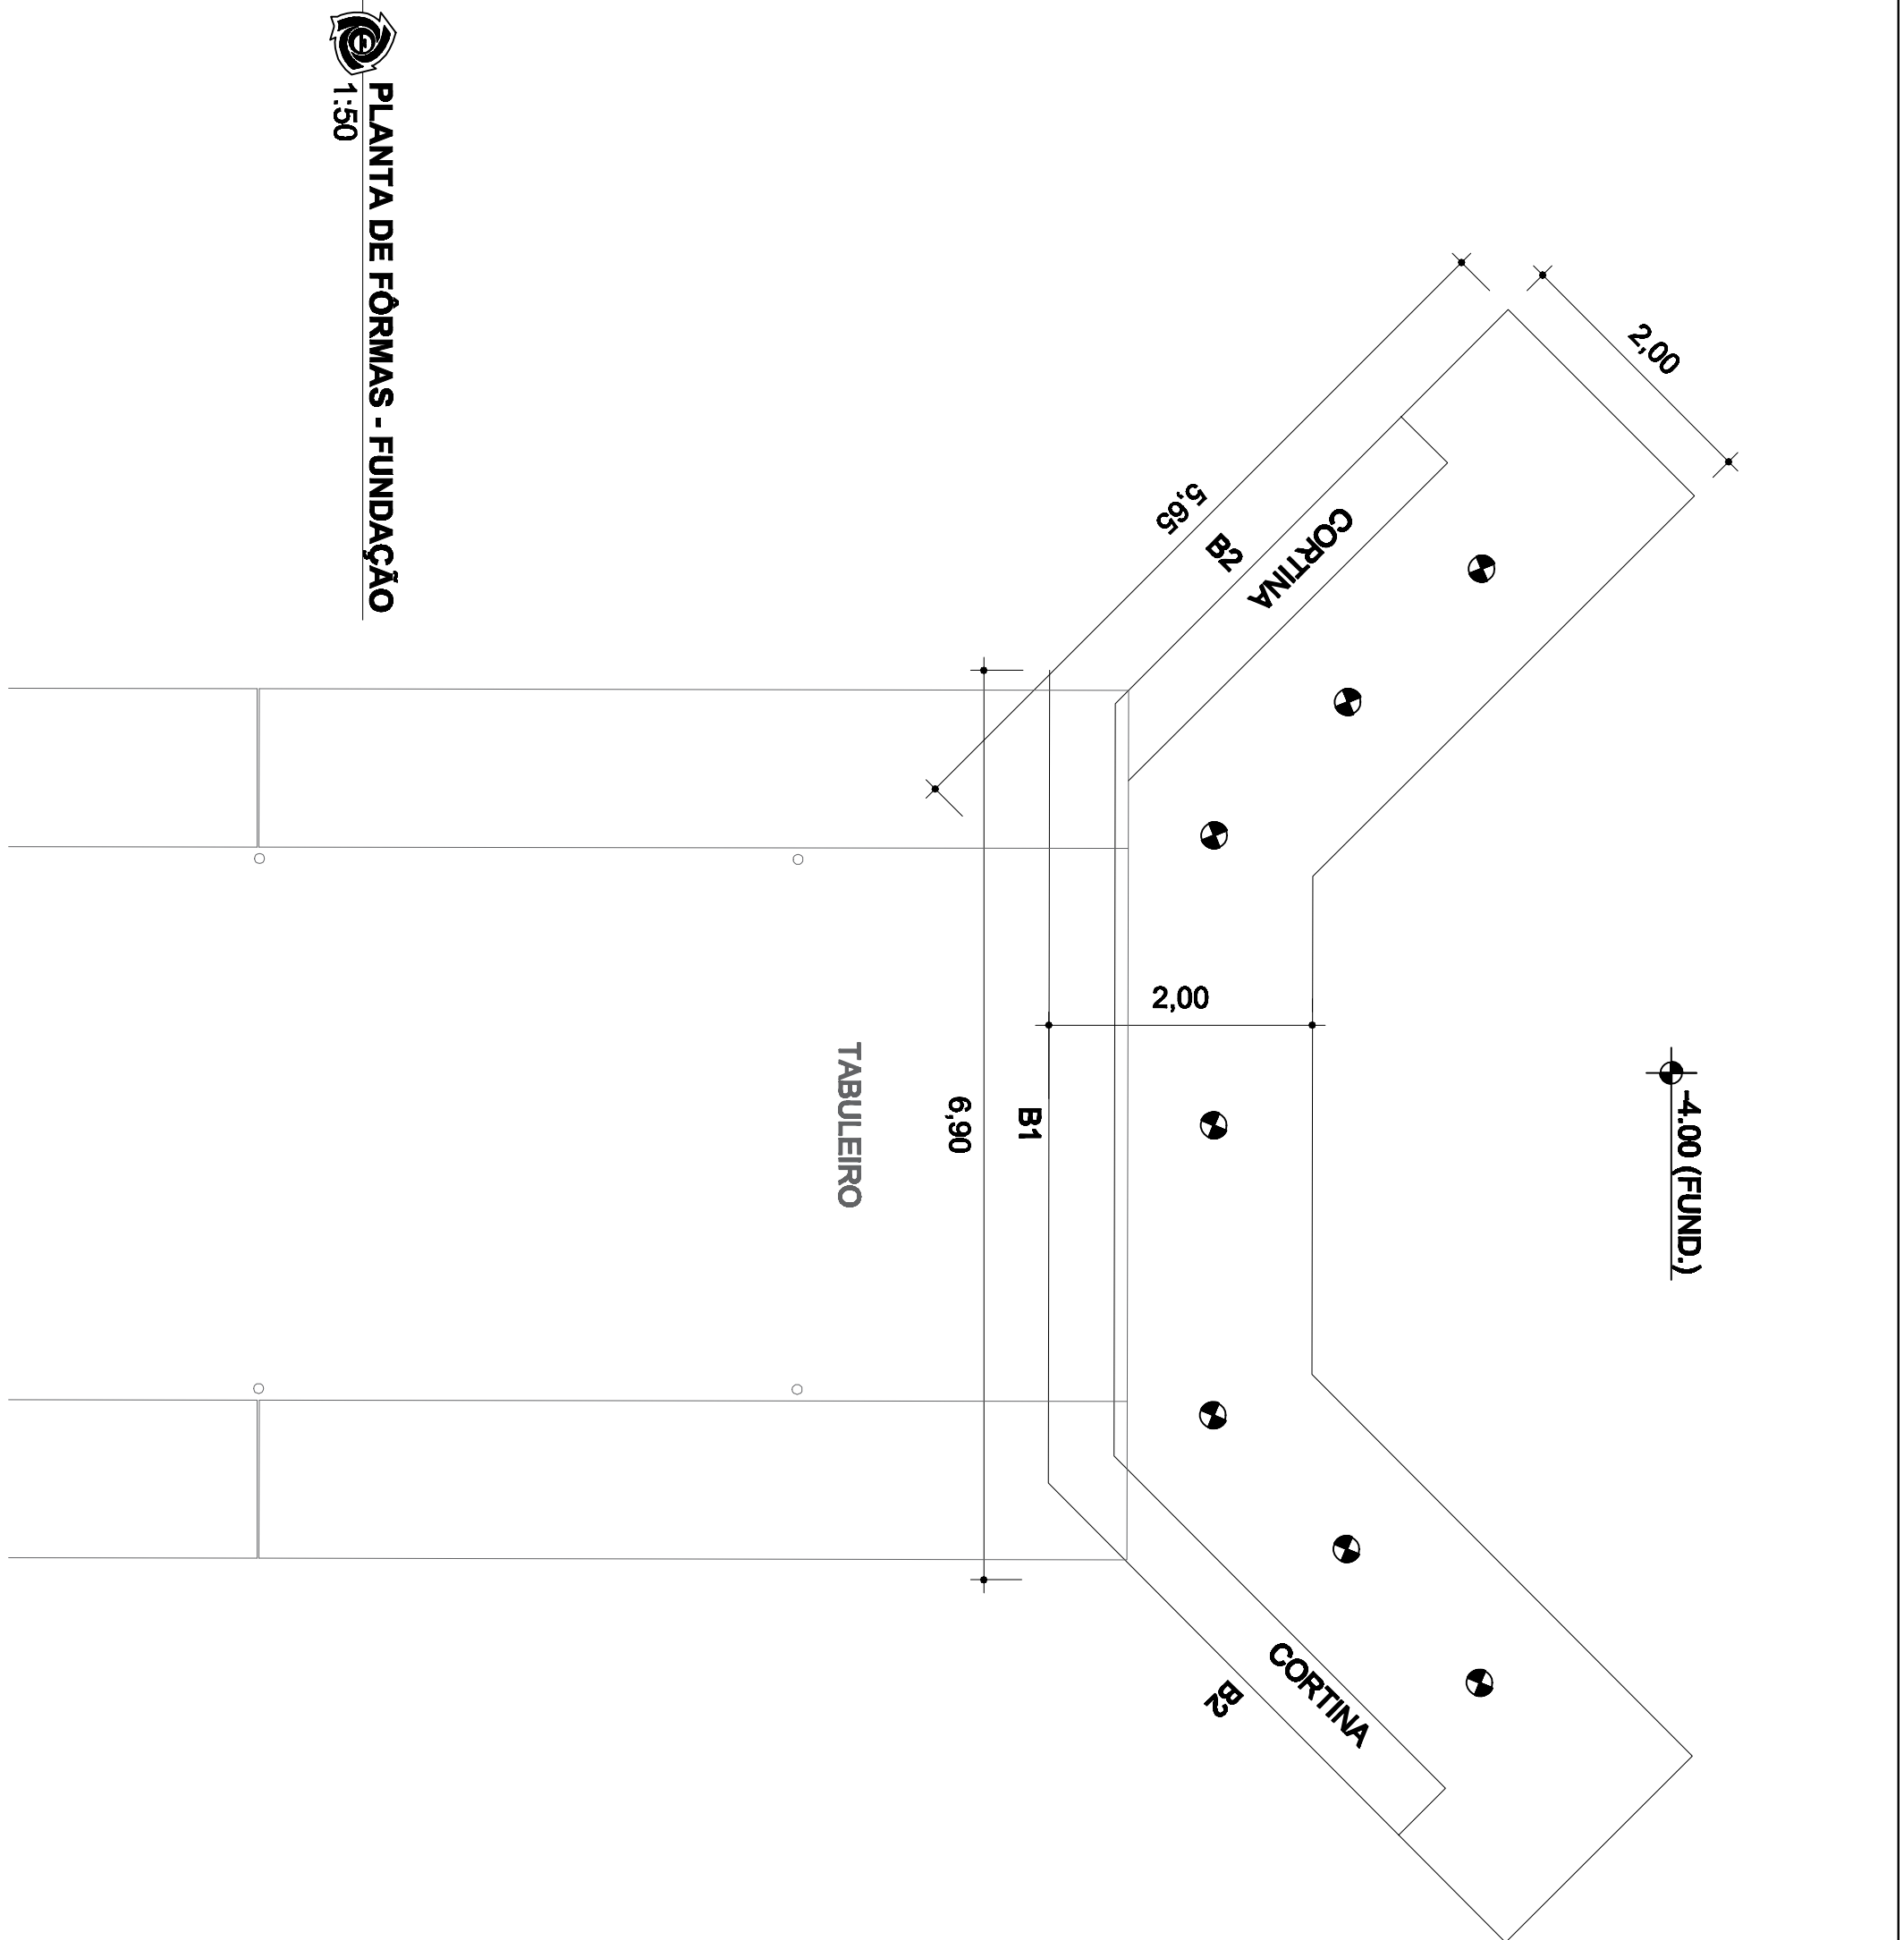 PLANTA DE FÔRMAS - FUNDAÇÃO
1:50
2,00
5,65
B2
CORTINA
2,00
-4.00 (FUND.)
B1
6,90
TABULEIRO
CORTINA
B2